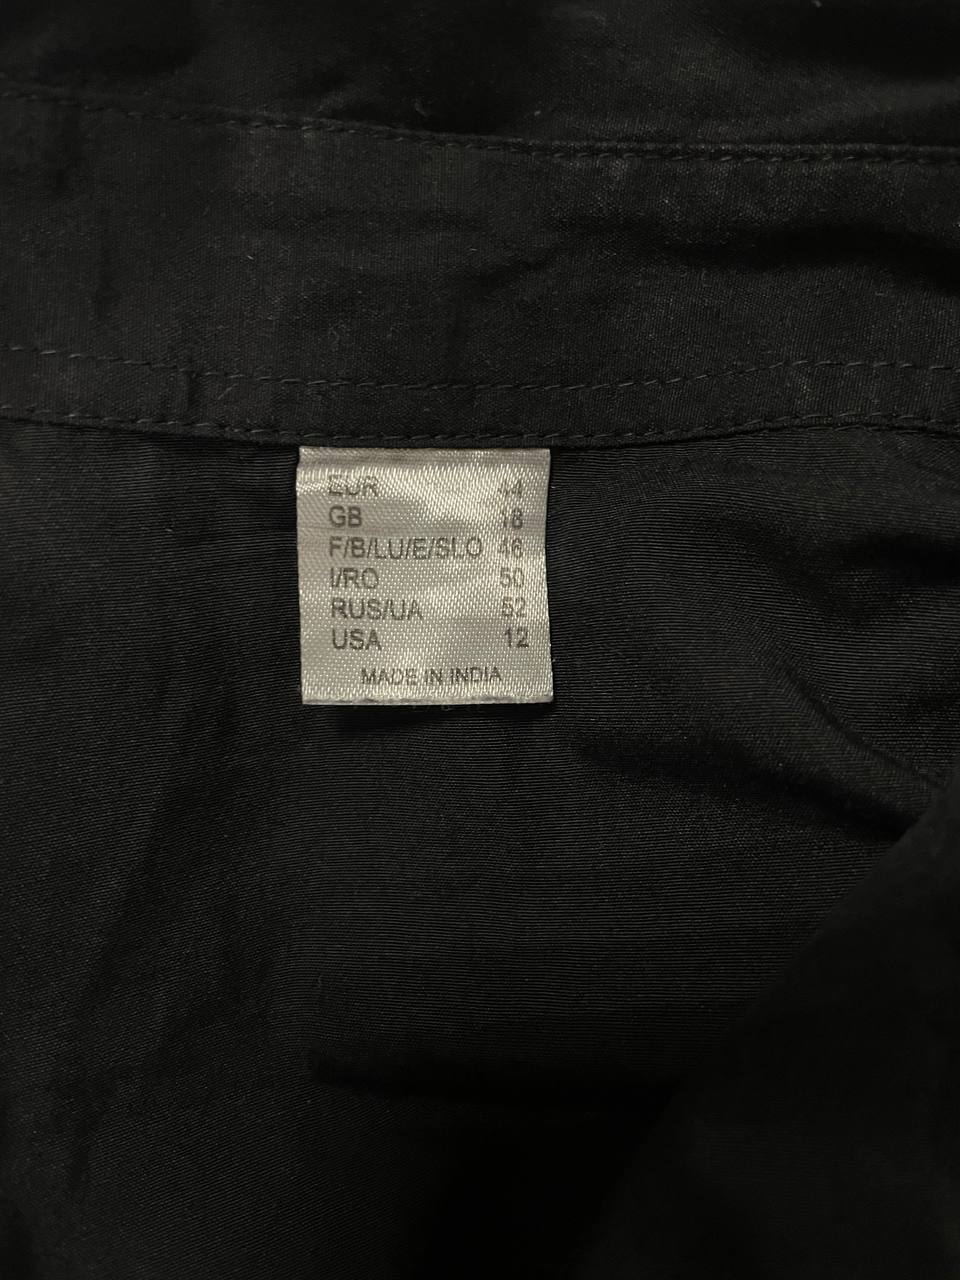 EUR 44
GB 18
F/B/LU/E/SLO 46
I/RO 50
RUS/UA 52
USA 12
MADE IN INDIA